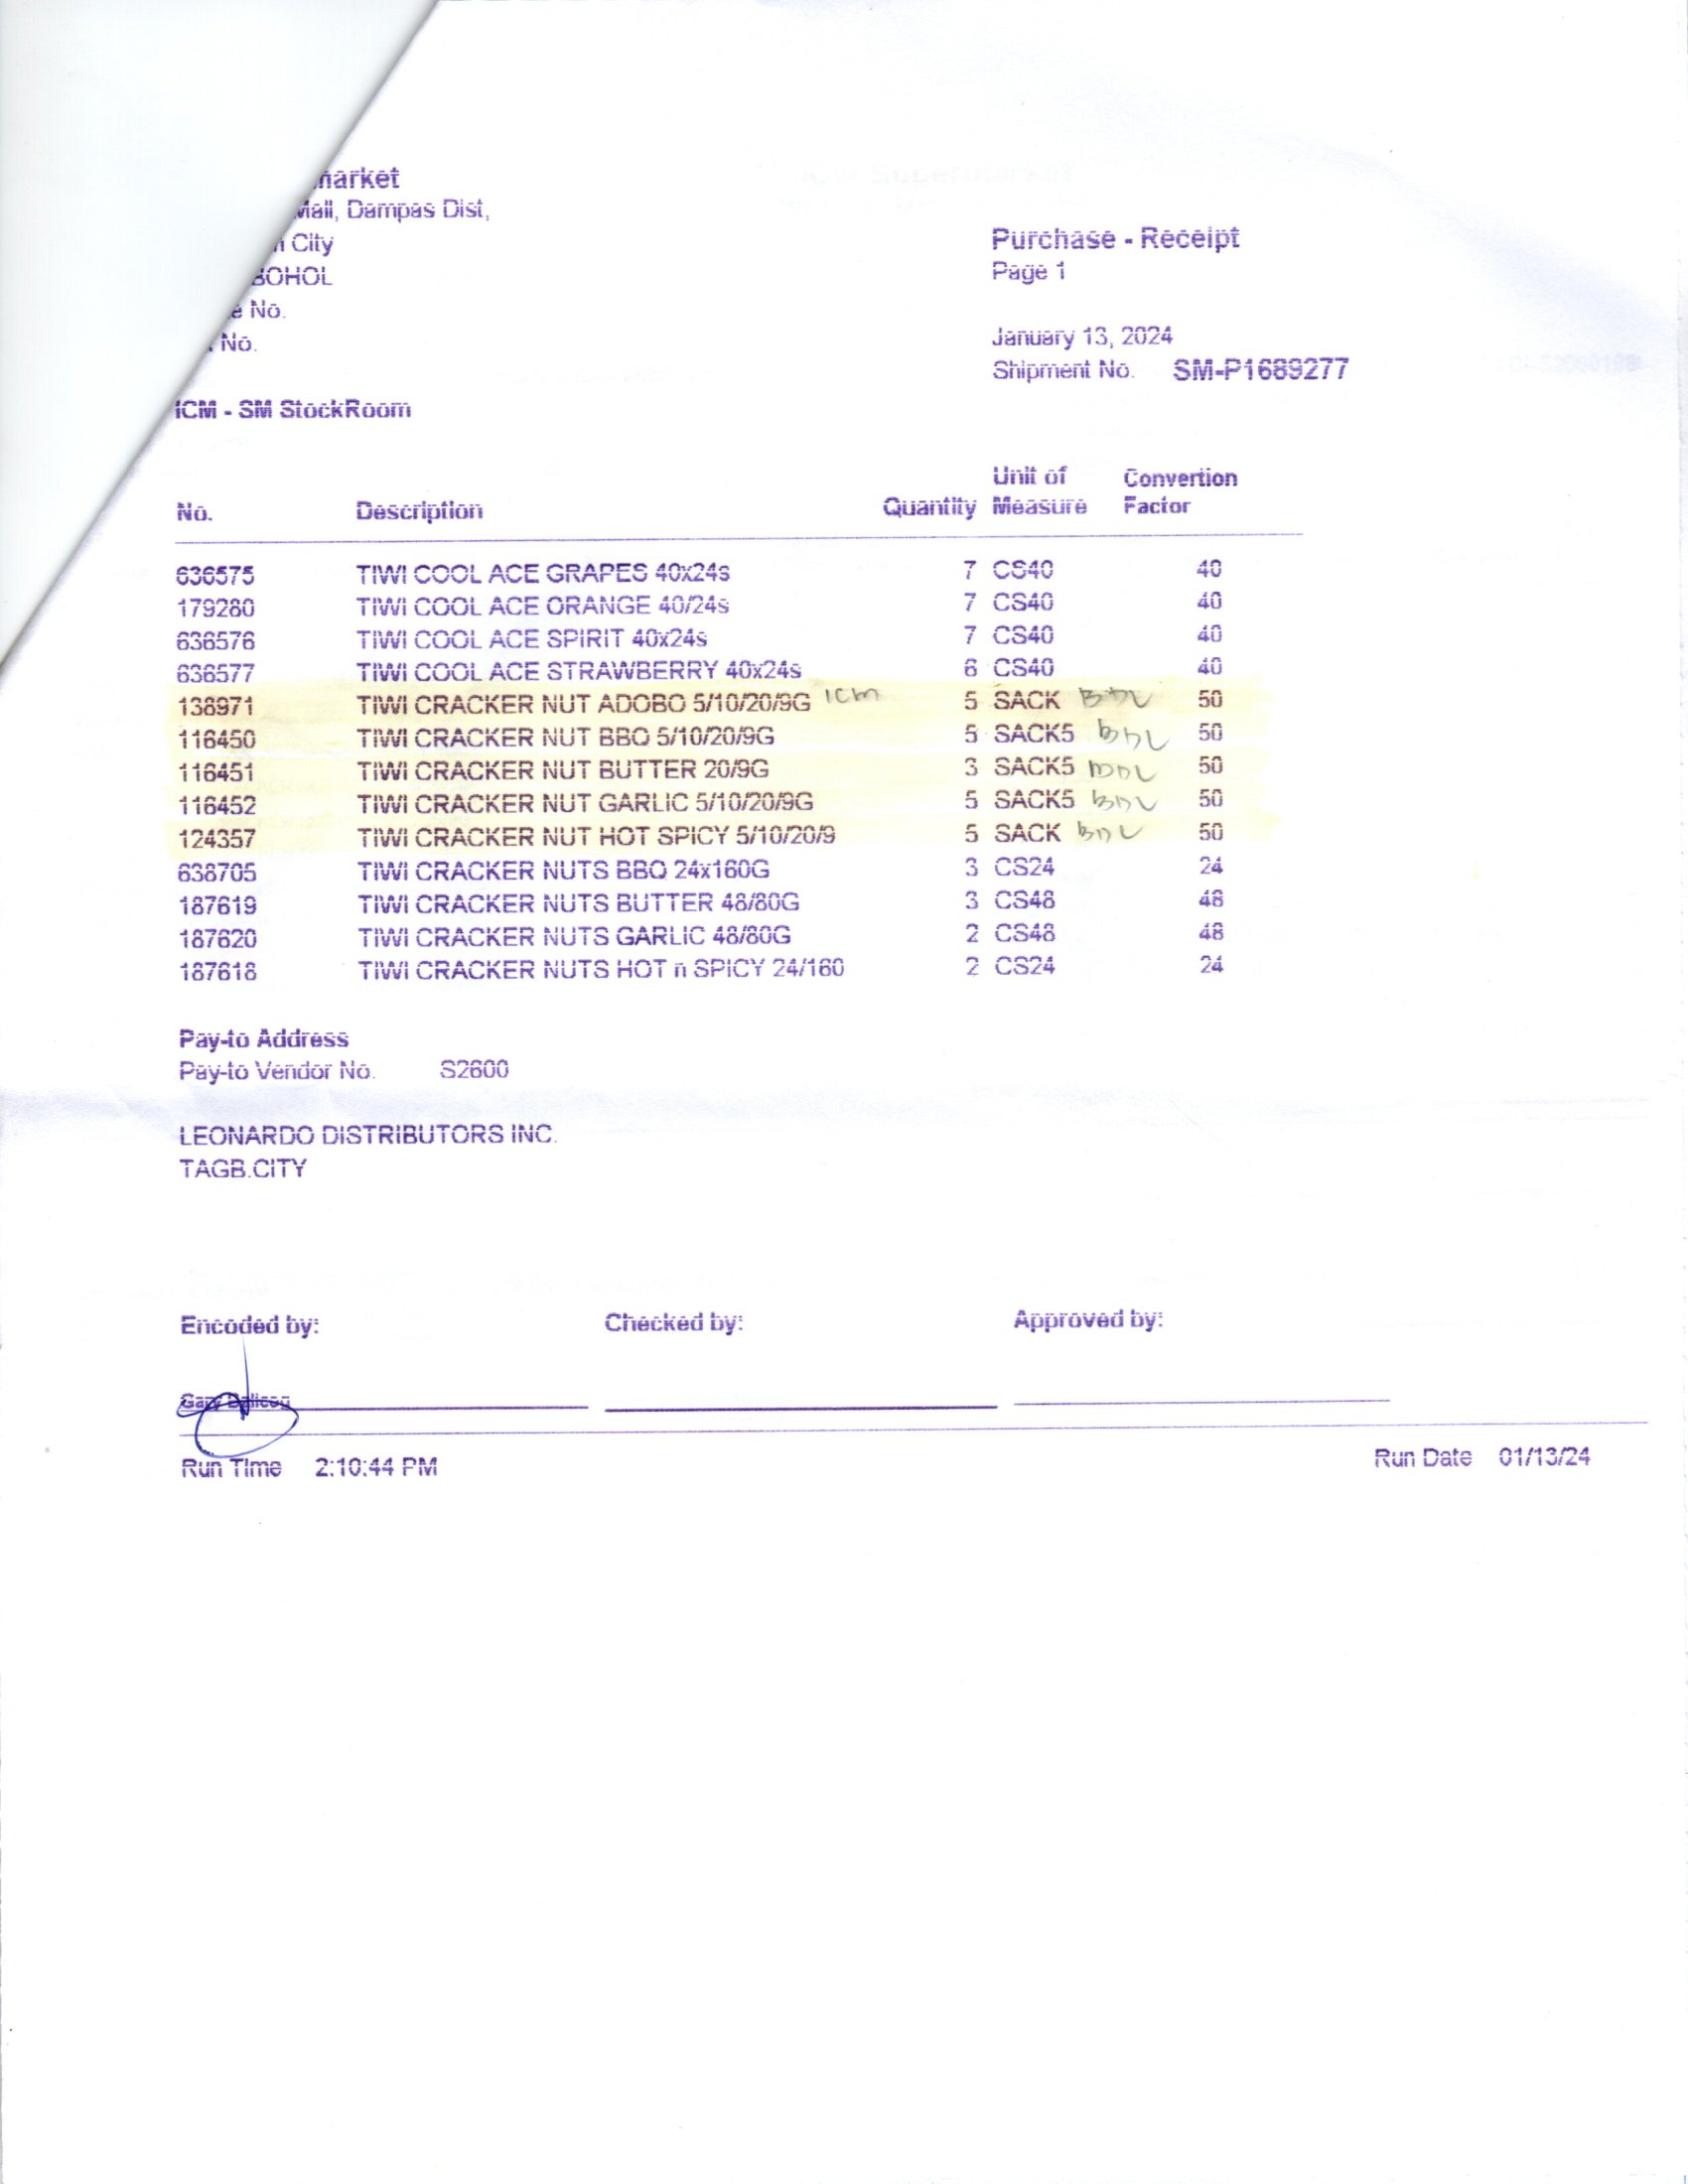 market
Mall, Dampas Dist,
n City
BOHOL
e No.
No.
Purchase - Receipt
Page 1
January 13, 2024
Shipment No. SM-P1689277
ICM - SM StockRoom
No. Description Quantity Unit of Measure Convertion Factor
636575 TIWI COOL ACE GRAPES 40x24s 7 CS40 40
179280 TIWI COOL ACE ORANGE 40/24s 7 CS40 40
636576 TIWI COOL ACE SPIRIT 40x24s 7 CS40 40
636577 TIWI COOL ACE STRAWBERRY 40x24s 6 CS40 40
138971 TIWI CRACKER NUT ADOBO 5/10/20/9G ICM 5 SACK BDL 50
116450 TIWI CRACKER NUT BBQ 5/10/20/9G 5 SACK5 BDL 50
116451 TIWI CRACKER NUT BUTTER 20/9G 3 SACK5 BDL 50
116452 TIWI CRACKER NUT GARLIC 5/10/20/9G 5 SACK5 BDL 50
124357 TIWI CRACKER NUT HOT SPICY 5/10/20/9 5 SACK BDL 50
638705 TIWI CRACKER NUTS BBQ 24x160G 3 CS24 24
187619 TIWI CRACKER NUTS BUTTER 48/80G 3 CS48 48
187620 TIWI CRACKER NUTS GARLIC 48/80G 2 CS48 48
187618 TIWI CRACKER NUTS HOT n SPICY 24/160 2 CS24 24
Pay-to Address
Pay-to Vendor No. S2600
LEONARDO DISTRIBUTORS INC.
TAGB.CITY
Encoded by: Checked by: Approved by:
Gary
Run Time 2:10:44 PM Run Date 01/13/24